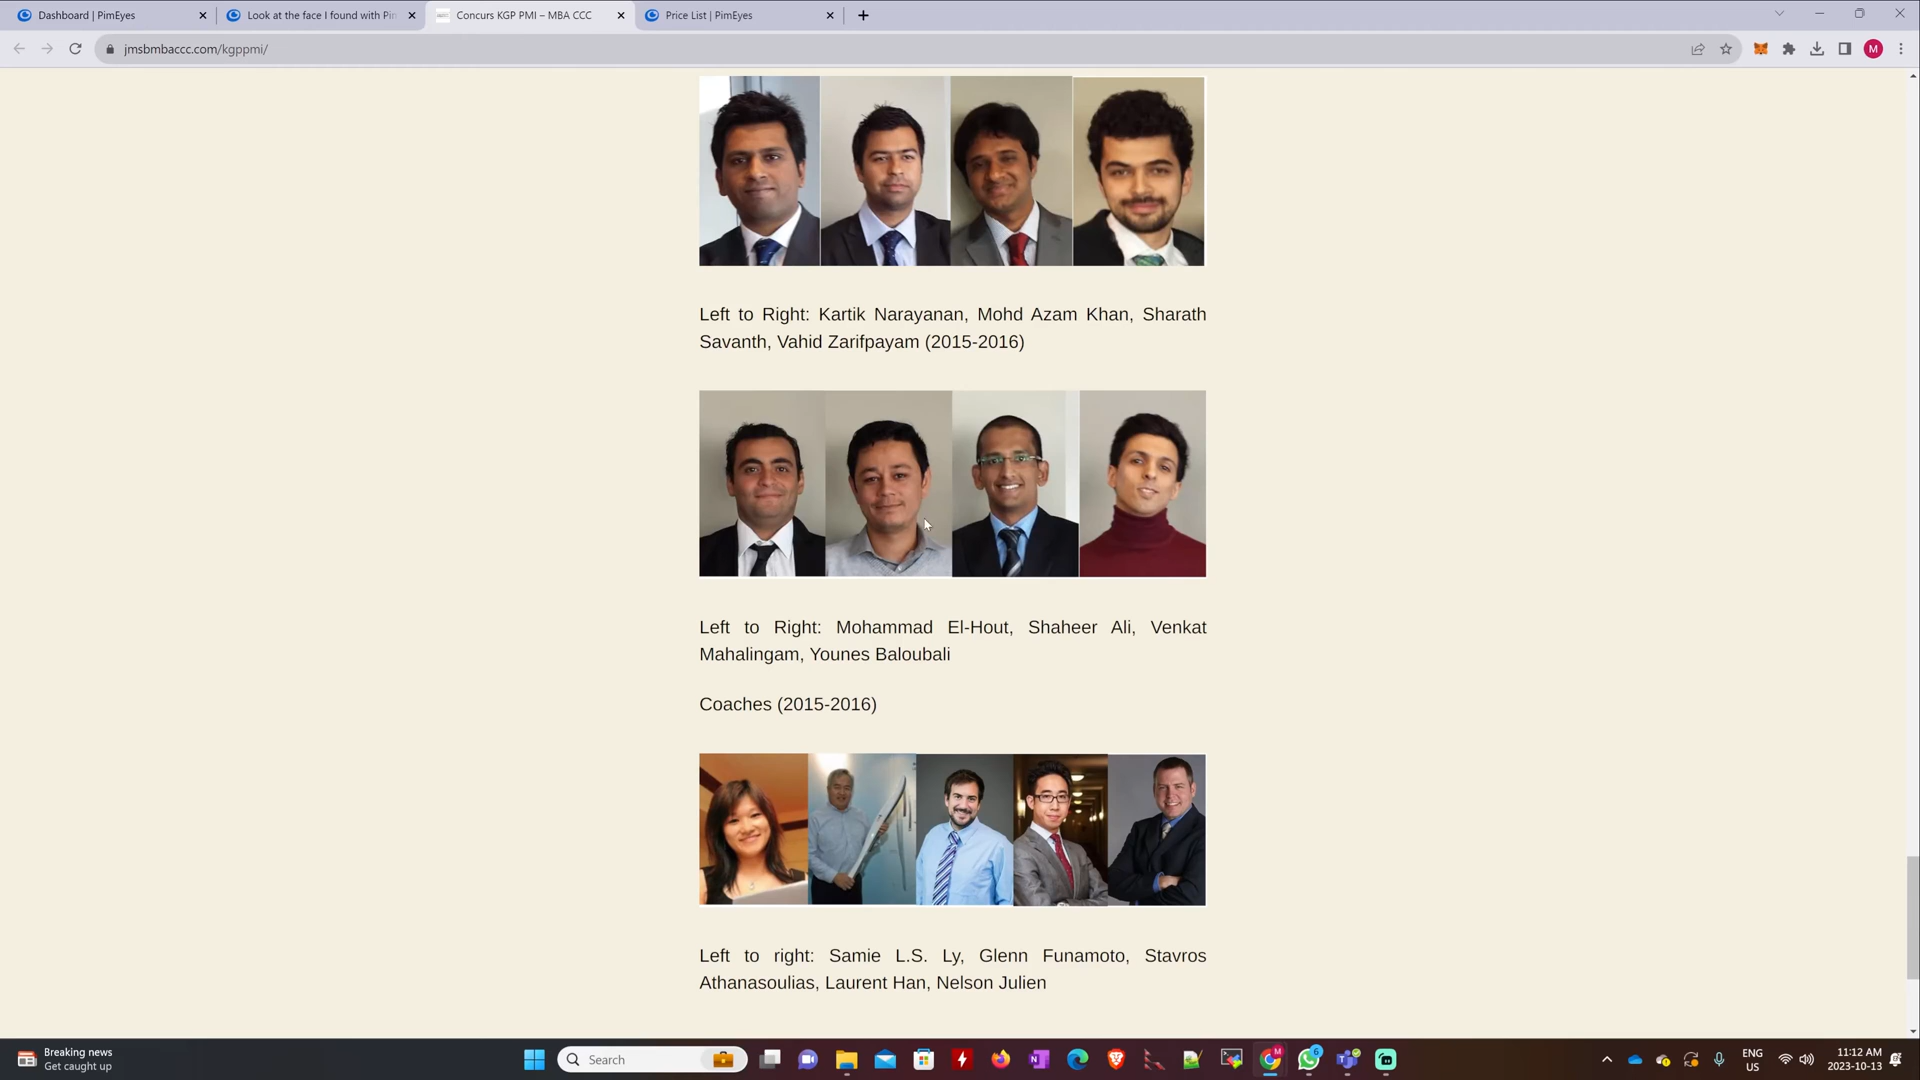 Dashboard | PimEyes
Look at the face I found with Pim
Concurs KGP PMI – MBA CCC
Price List | PimEyes
jmsbmbaccc.com/kgppmi/
M
Left to Right: Kartik Narayanan, Mohd Azam Khan, Sharath
Savanth, Vahid Zarifpayam (2015-2016)
Left to Right: Mohammad El-Hout, Shaheer Ali, Venkat
Mahalingam, Younes Baloubali
Coaches (2015-2016)
Left to right: Samie L.S. Ly, Glenn Funamoto, Stavros
Athanasoulias, Laurent Han, Nelson Julien
Breaking news
Get caught up
Search
ENG
US
11:12 AM
2023-10-13